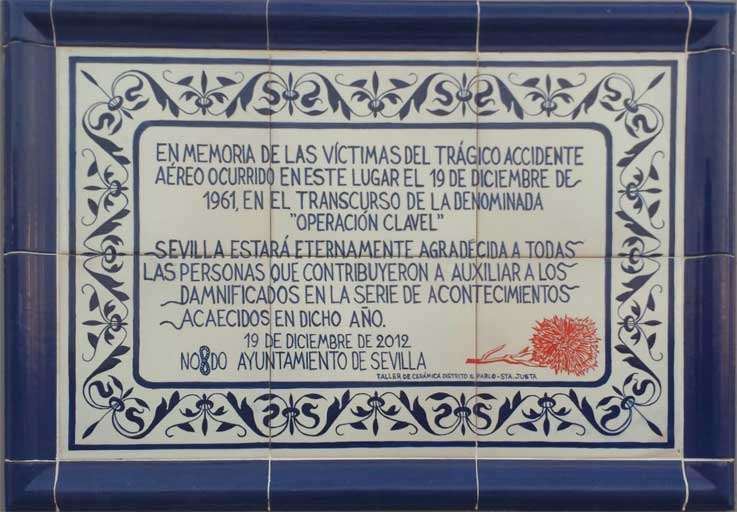 EN MEMORIA DE LAS VÍCTIMAS DEL TRÁGICO ACCIDENTE
AÉREO OCURRIDO EN ESTE LUGAR EL 19 DE DICIEMBRE DE
1961, EN EL TRANSCURSO DE LA DENOMINADA
"OPERACIÓN CLAVEL"
SEVILLA ESTARÁ ETERNAMENTE AGRADECIDA A TODAS
LAS PERSONAS QUE CONTRIBUYERON A AUXILIAR A LOS
DAMNIFICADOS EN LA SERIE DE ACONTECIMIENTOS
ACAECIDOS EN DICHO AÑO.
19 DE DICIEMBRE DE 2012
NO8DO AYUNTAMIENTO DE SEVILLA
TALLER DE CERÁMICA DISTRITO S. PABLO-STA. JUSTA